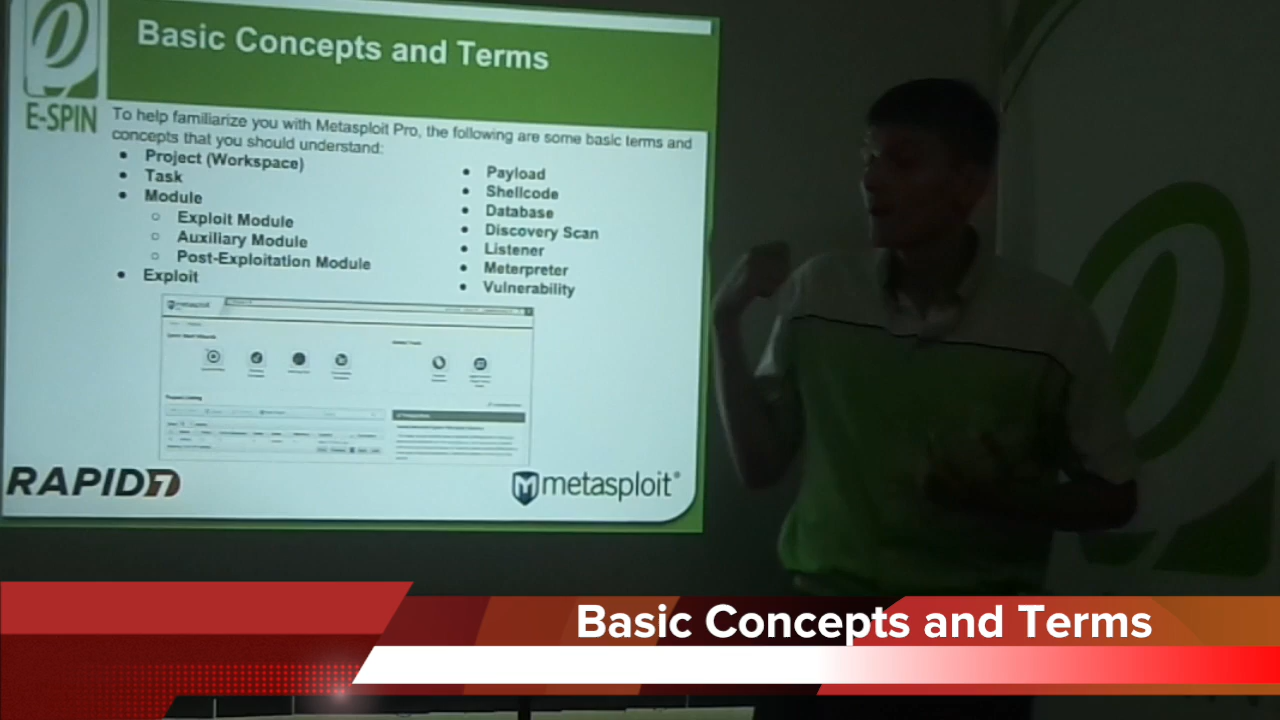 Basic Concepts and Terms
E-SPIN
To help familiarize you with Metasploit Pro, the following are some basic terms and
concepts that you should understand:
• Project (Workspace)
• Task
• Module
○ Exploit Module
○ Auxiliary Module
○ Post-Exploitation Module
• Exploit
• Payload
• Shellcode
• Database
• Discovery Scan
• Listener
• Meterpreter
• Vulnerability
metasploit
RAPID7
metasploit®
Basic Concepts and Terms